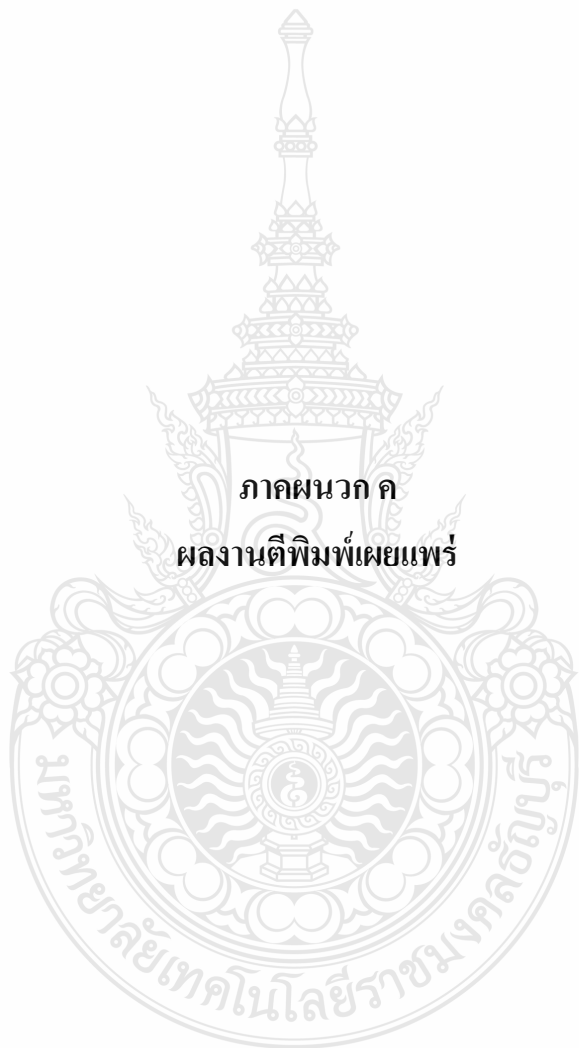 ภาคผนวก ค
ผลงานตีพิมพ์เผยแพร่
มหาวิทยาลัยเทคโนโลยีราชมงคลธัญบุรี